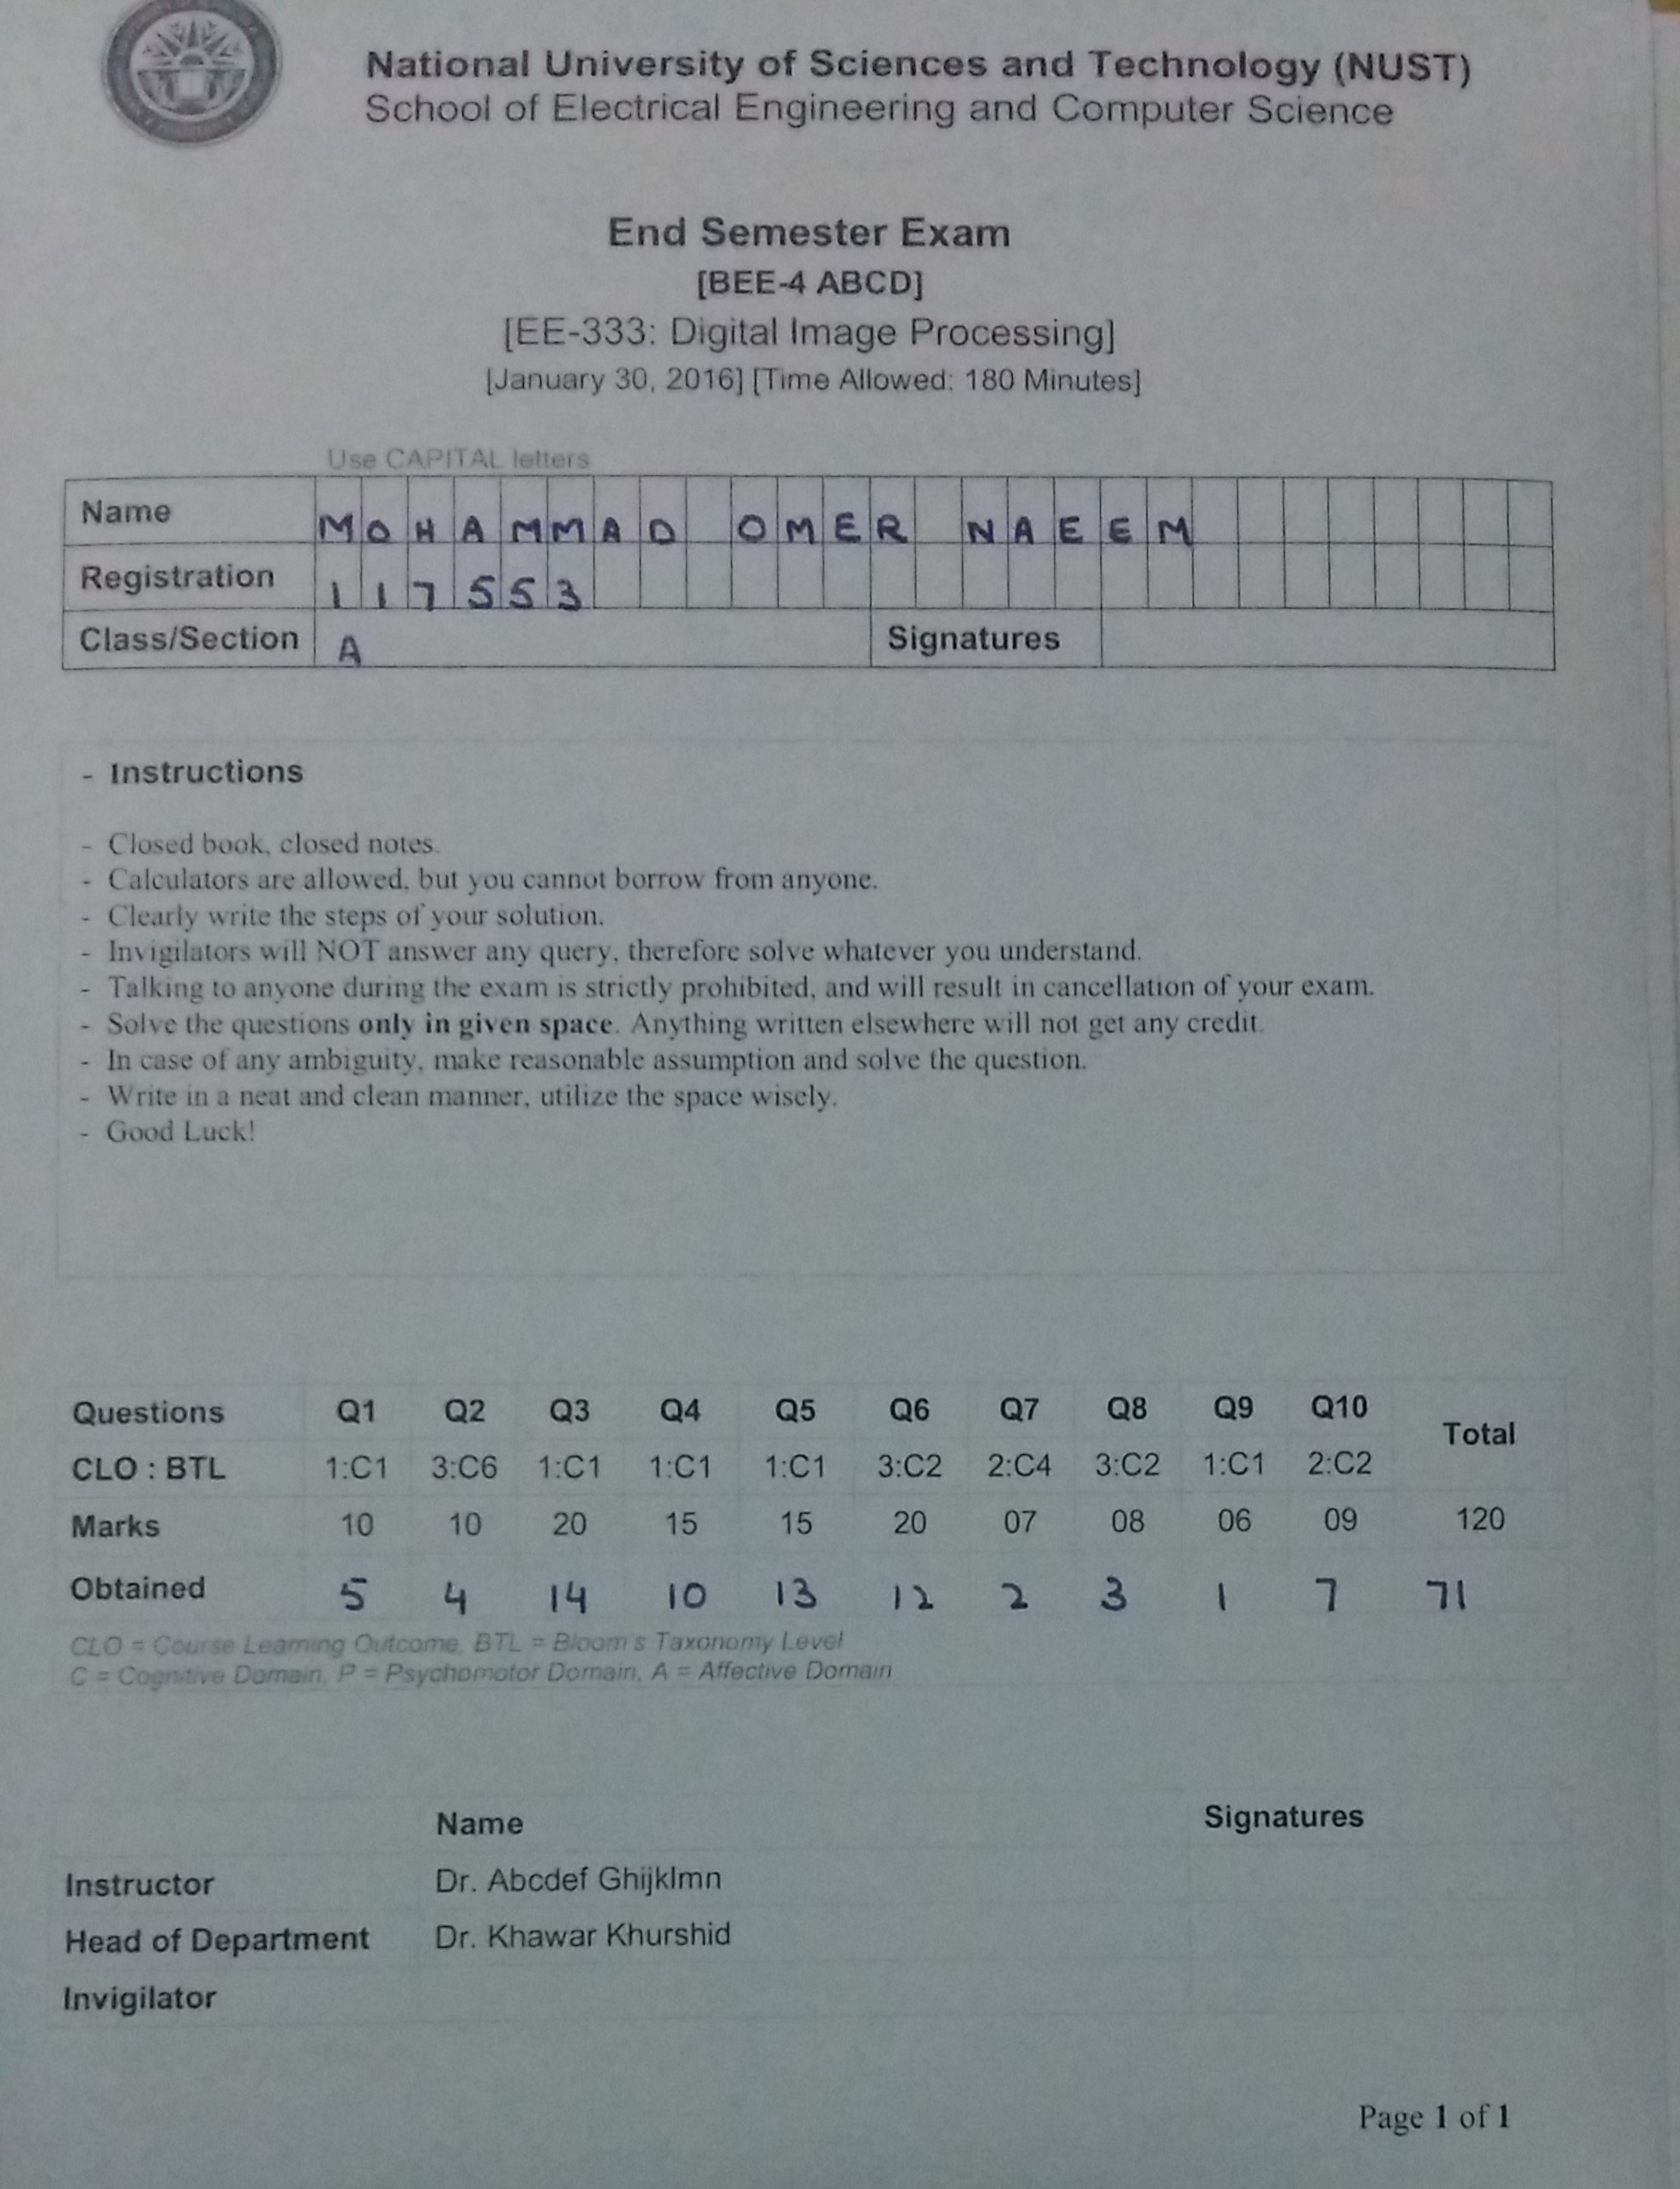 National University of Sciences and Technology (NUST)
School of Electrical Engineering and Computer Science
End Semester Exam
[BEE-4 ABCD]
[EE-333: Digital Image Processing]
[January 30, 2016] [Time Allowed: 180 Minutes]
Use CAPITAL letters
Name MOHAMMAD OMER NAEEM
Registration 117553
Class/Section A Signatures
- Instructions
- Closed book, closed notes.
- Calculators are allowed, but you cannot borrow from anyone.
- Clearly write the steps of your solution.
- Invigilators will NOT answer any query, therefore solve whatever you understand.
- Talking to anyone during the exam is strictly prohibited, and will result in cancellation of your exam.
- Solve the questions only in given space. Anything written elsewhere will not get any credit.
- In case of any ambiguity, make reasonable assumption and solve the question.
- Write in a neat and clean manner, utilize the space wisely.
- Good Luck!
Questions Q1 Q2 Q3 Q4 Q5 Q6 Q7 Q8 Q9 Q10 Total
CLO : BTL 1:C1 3:C6 1:C1 1:C1 1:C1 3:C2 2:C4 3:C2 1:C1 2:C2
Marks 10 10 20 15 15 20 07 08 06 09 120
Obtained 5 4 14 10 13 12 2 3 1 7 71
CLO = Course Learning Outcome, BTL = Bloom's Taxonomy Level
C = Cognitive Domain, P = Psychomotor Domain, A = Affective Domain
Name Signatures
Instructor Dr. Abcdef Ghijklmn
Head of Department Dr. Khawar Khurshid
Invigilator
Page 1 of 1